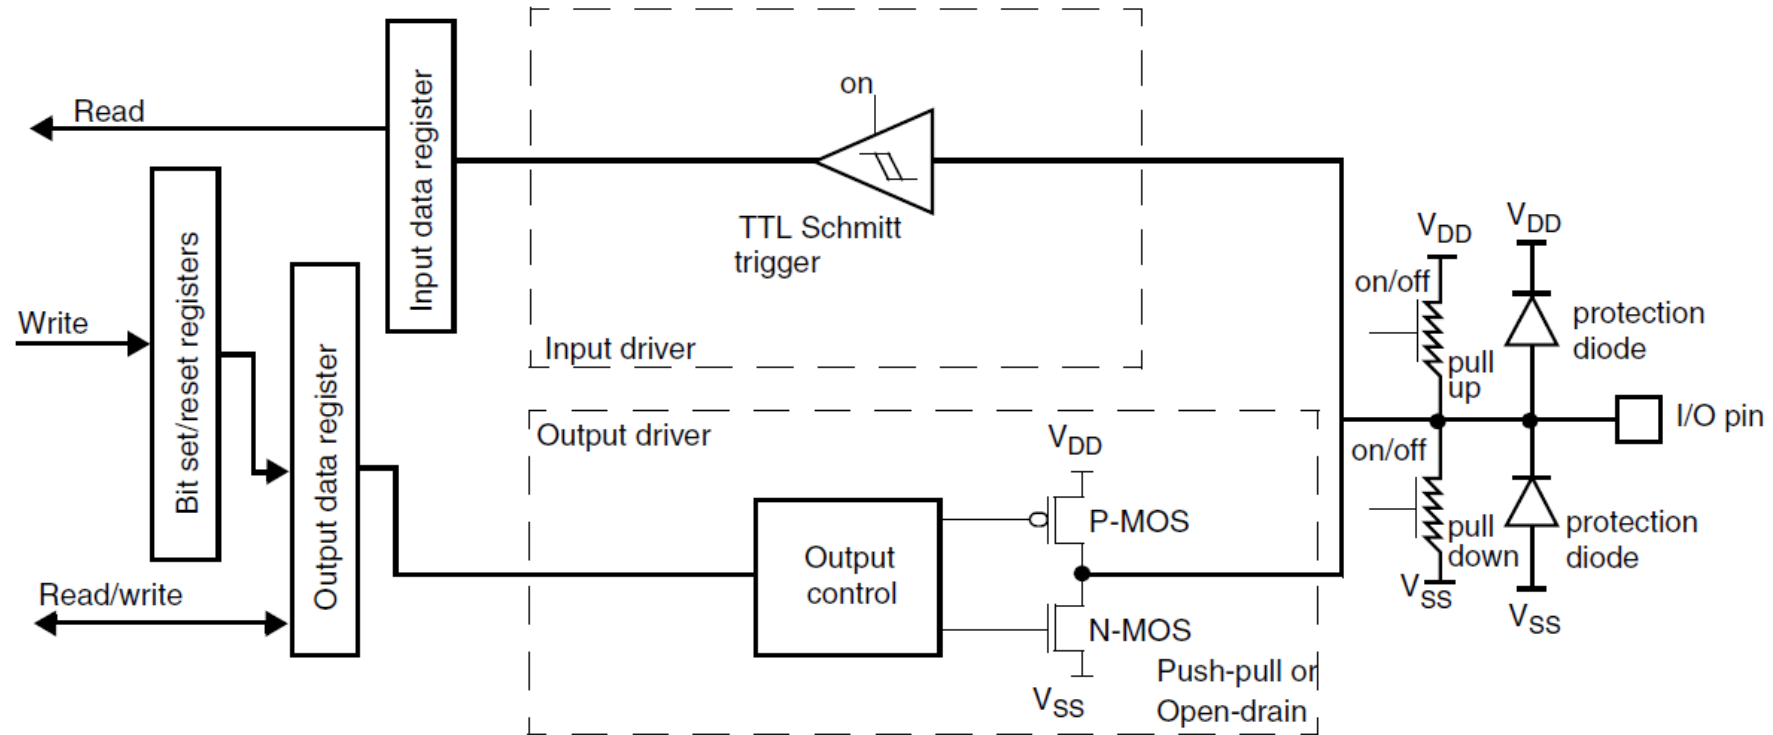 on
Read
Input data register
TTL Schmitt
trigger
Input driver
Write
Bit set/reset registers
Output data register
Read/write
Output driver
VDD
P-MOS
Output
control
N-MOS
VSS
Push-pull or
Open-drain
VDD
VDD
on/off
pull
up
protection
diode
I/O pin
on/off
pull
down
protection
diode
VSS
VSS